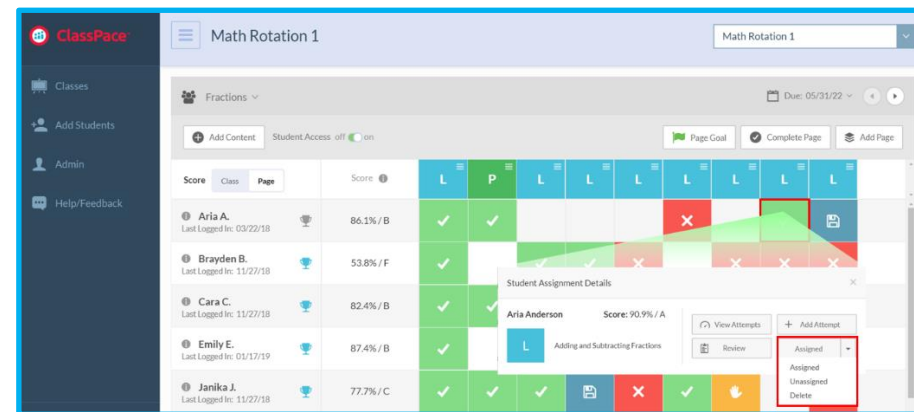 ClassPace
Math Rotation 1
Math Rotation 1
Classes
Add Students
Admin
Help/Feedback
Fractions
Due: 05/31/22
Add Content
Student Access off on
Page Goal
Complete Page
Add Page
Score Class Page
Score
L P L L L L L L L
Aria A.
Last Logged In: 03/22/18
86.1% / B
Brayden B.
Last Logged In: 11/27/18
53.8% / F
Cara C.
Last Logged In: 11/27/18
82.4% / B
Emily E.
Last Logged In: 01/17/19
87.4% / B
Janika J.
Last Logged In: 11/27/18
77.7% / C
Student Assignment Details
Aria Anderson
Score: 90.9% / A
L
Adding and Subtracting Fractions
View Attempts
Add Attempt
Review
Assigned
Assigned
Unassigned
Delete